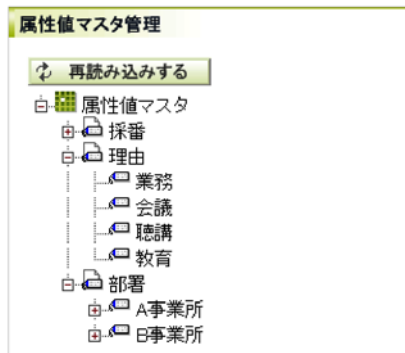 属性値マスタ管理
再読み込みする
属性値マスタ
採番
理由
業務
会議
聴講
教育
部署
A事業所
B事業所